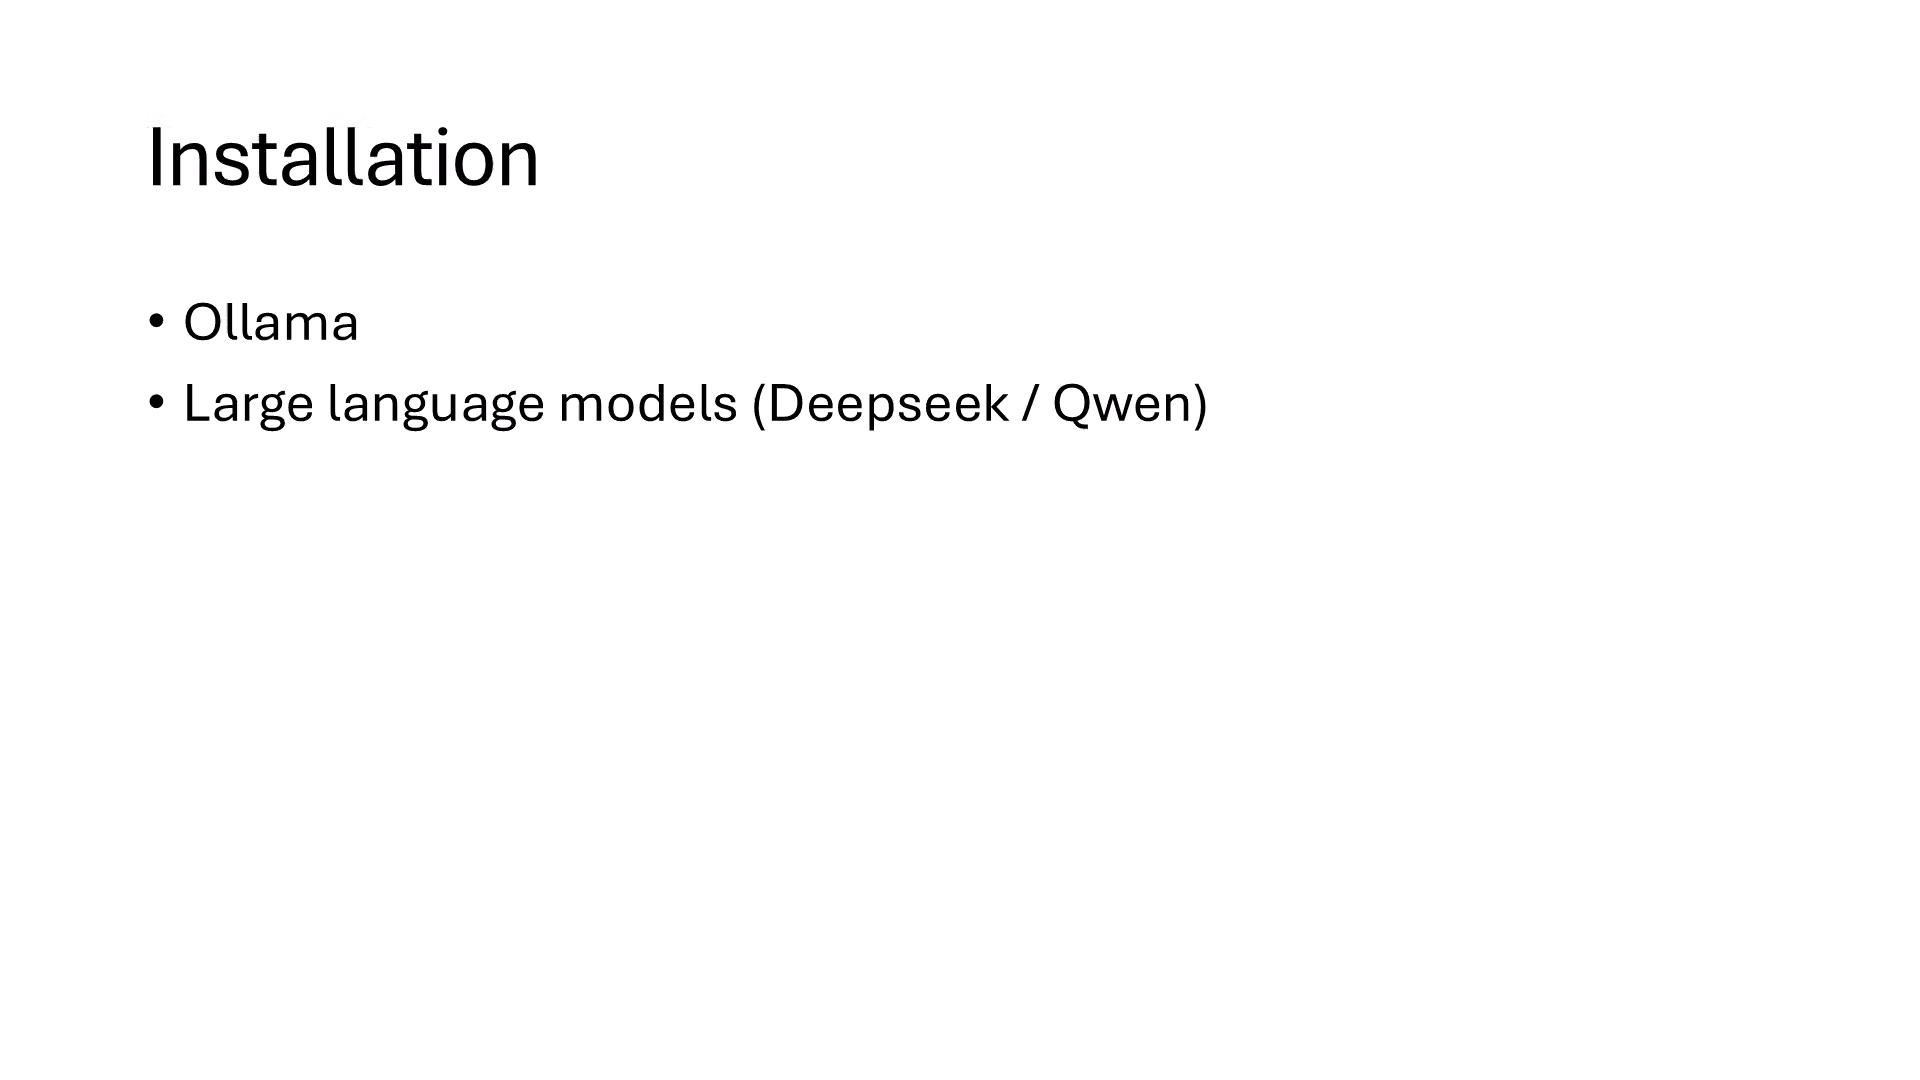 Installation
• Ollama
• Large language models (Deepseek / Qwen)